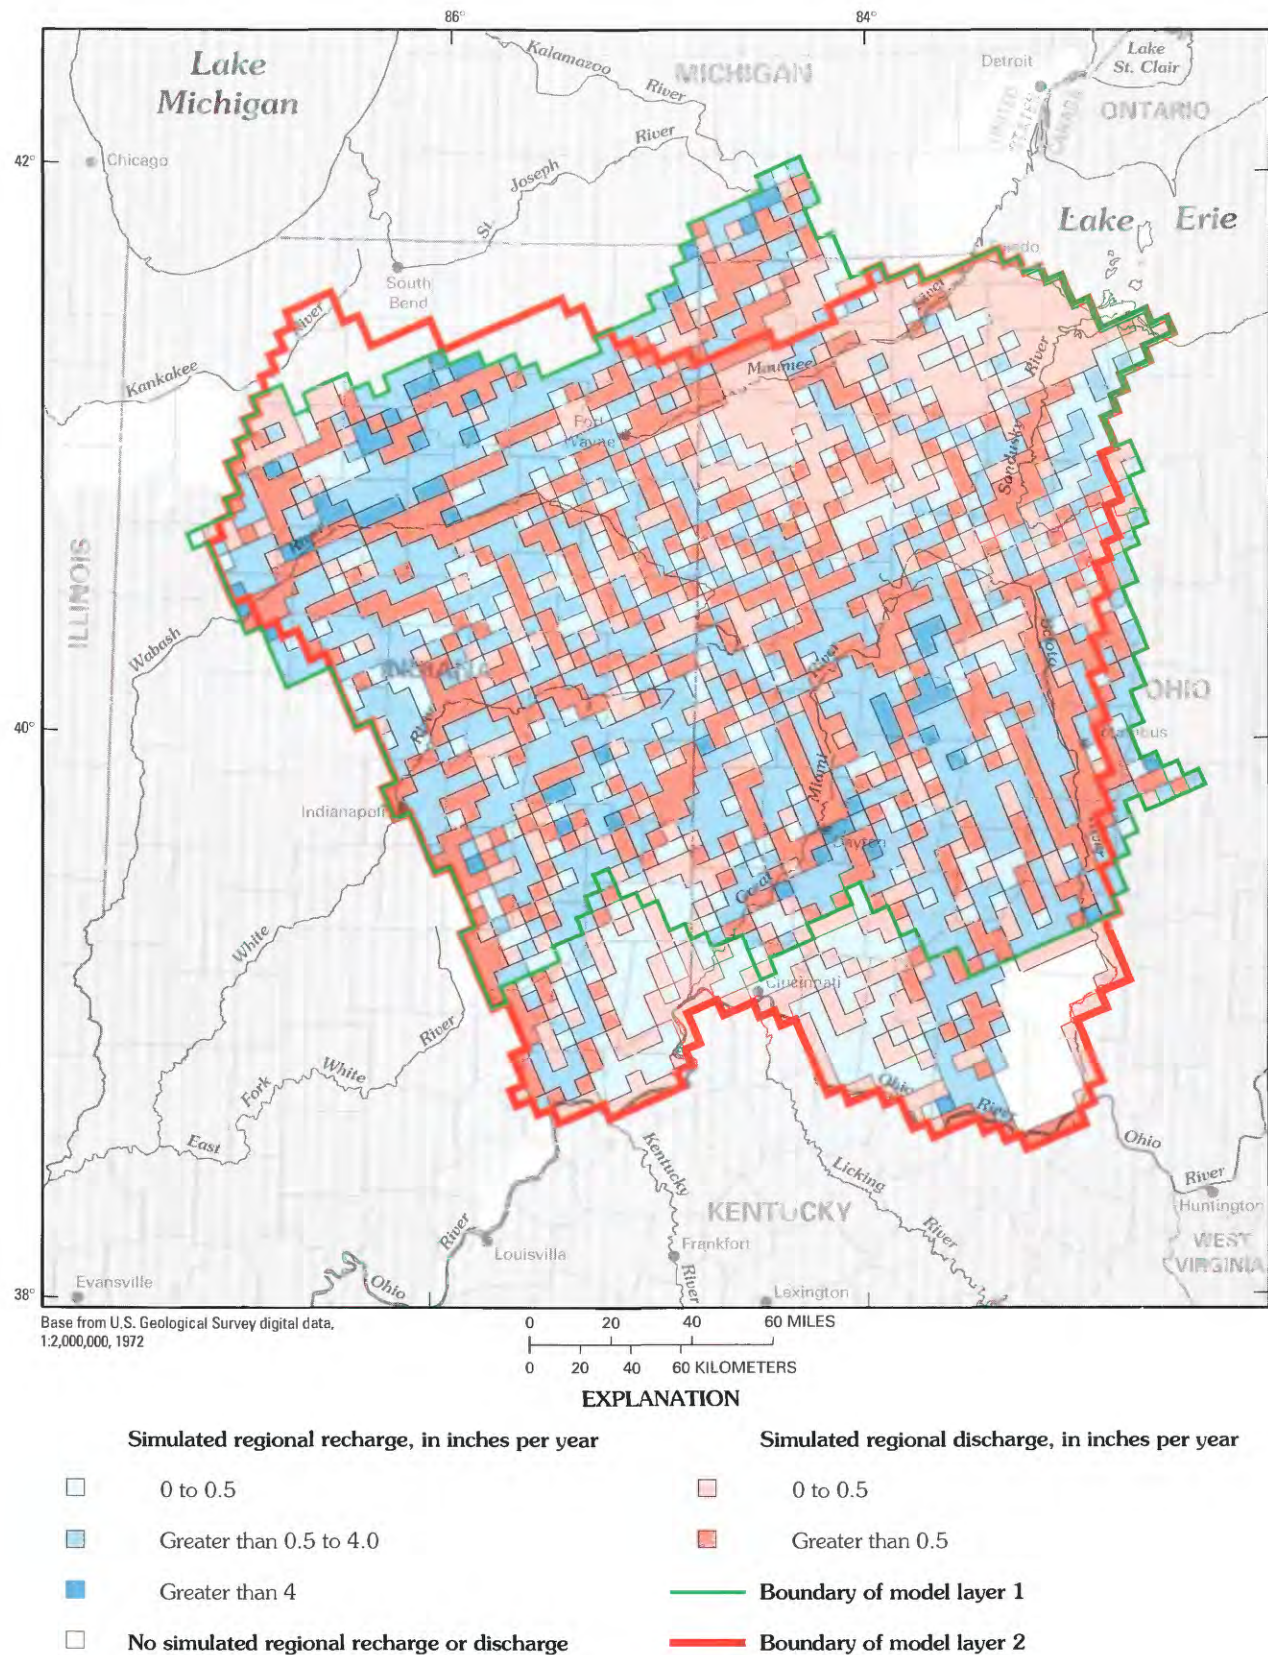 86°
84°
Lake
Michigan
Kalamazoo
River
MICHIGAN
Detroit
Lake
St. Clair
UNITED
STATES
CANADA
ONTARIO
42°
Chicago
St.
Joseph
River
Lake Erie
South
Bend
River
Kankakee
River
Maumee
River
Fort
Wayne
Sandusky
ILLINOIS
River
Wabash
INDIANA
River
River
Scioto
OHIO
40°
Miami
Indianapolis
Dayton
River
Great
White
Cincinnati
River
White
Fork
East
Ohio
River
Ohio
River
Huntington
Kentucky
River
Licking
River
KENTUCKY
WEST
VIRGINIA
River
Louisville
Frankfort
Ohio
Evansville
Lexington
38°
Base from U.S. Geological Survey digital data,
1:2,000,000, 1972
0 20 40 60 MILES
0 20 40 60 KILOMETERS
EXPLANATION
Simulated regional recharge, in inches per year
0 to 0.5
Greater than 0.5 to 4.0
Greater than 4
No simulated regional recharge or discharge
Simulated regional discharge, in inches per year
0 to 0.5
Greater than 0.5
Boundary of model layer 1
Boundary of model layer 2